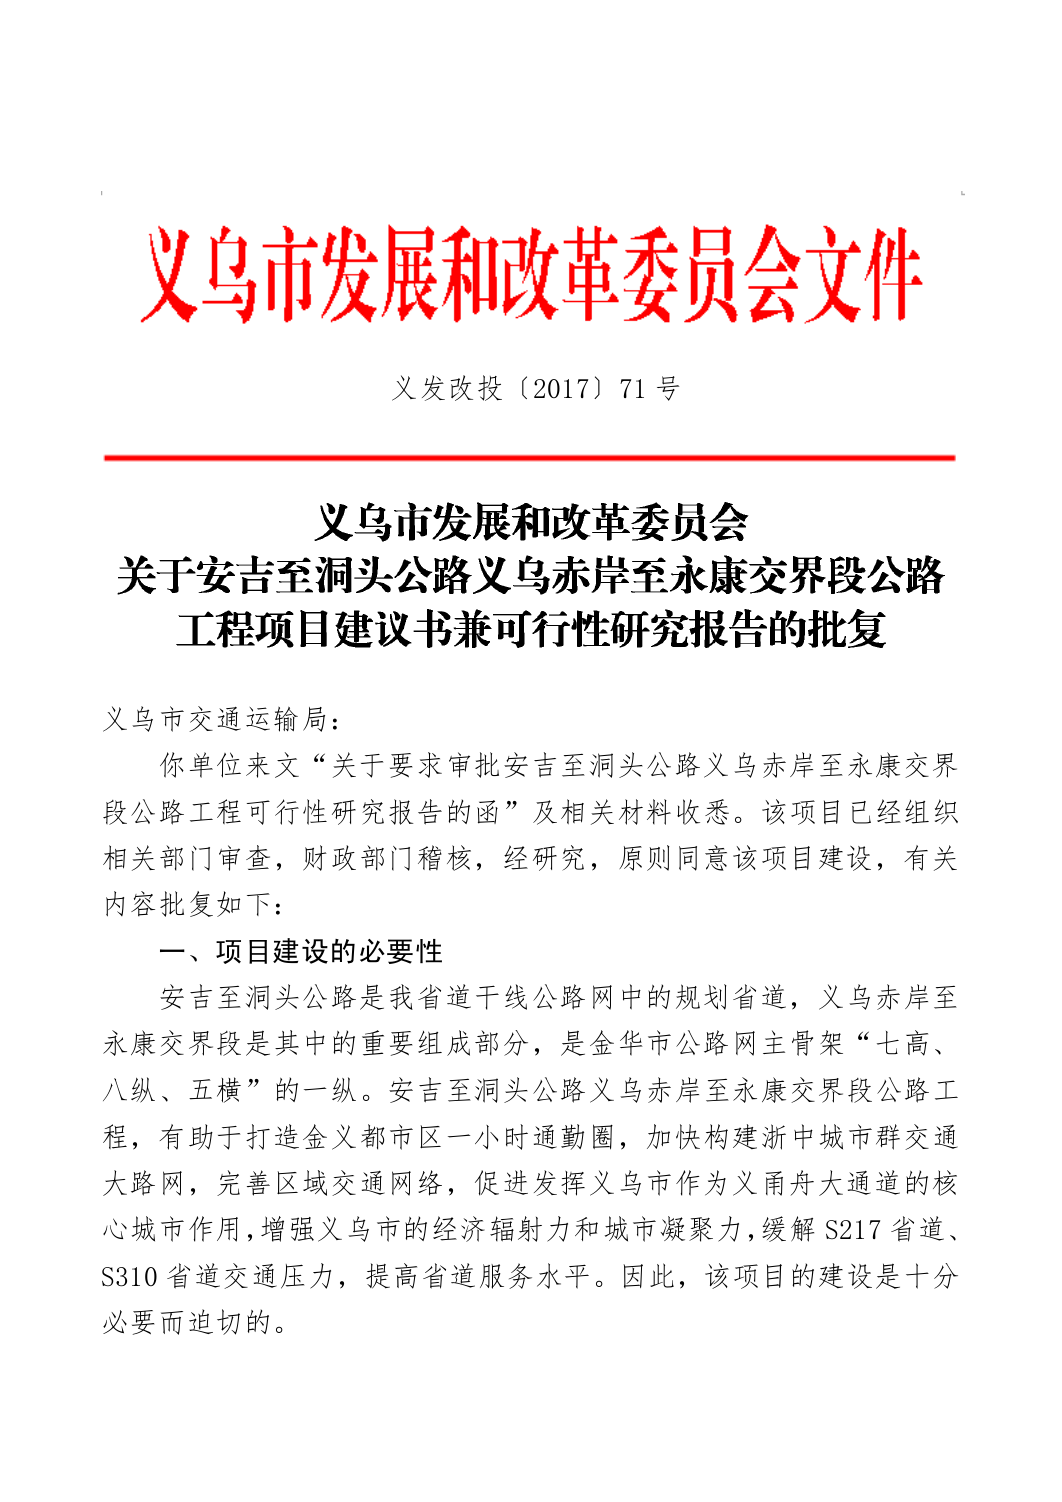 义乌市发展和改革委员会文件
义发改投〔2017〕71 号
义乌市发展和改革委员会
关于安吉至洞头公路义乌赤岸至永康交界段公路
工程项目建议书兼可行性研究报告的批复
义乌市交通运输局：
你单位来文“关于要求审批安吉至洞头公路义乌赤岸至永康交界
段公路工程可行性研究报告的函”及相关材料收悉。该项目已经组织
相关部门审查，财政部门稽核，经研究，原则同意该项目建设，有关
内容批复如下：
一、项目建设的必要性
安吉至洞头公路是我省道干线公路网中的规划省道，义乌赤岸至
永康交界段是其中的重要组成部分，是金华市公路网主骨架“七高、
八纵、五横”的一纵。安吉至洞头公路义乌赤岸至永康交界段公路工
程，有助于打造金义都市区一小时通勤圈，加快构建浙中城市群交通
大路网，完善区域交通网络，促进发挥义乌市作为义甬舟大通道的核
心城市作用，增强义乌市的经济辐射力和城市凝聚力，缓解 S217 省道、
S310 省道交通压力，提高省道服务水平。因此，该项目的建设是十分
必要而迫切的。